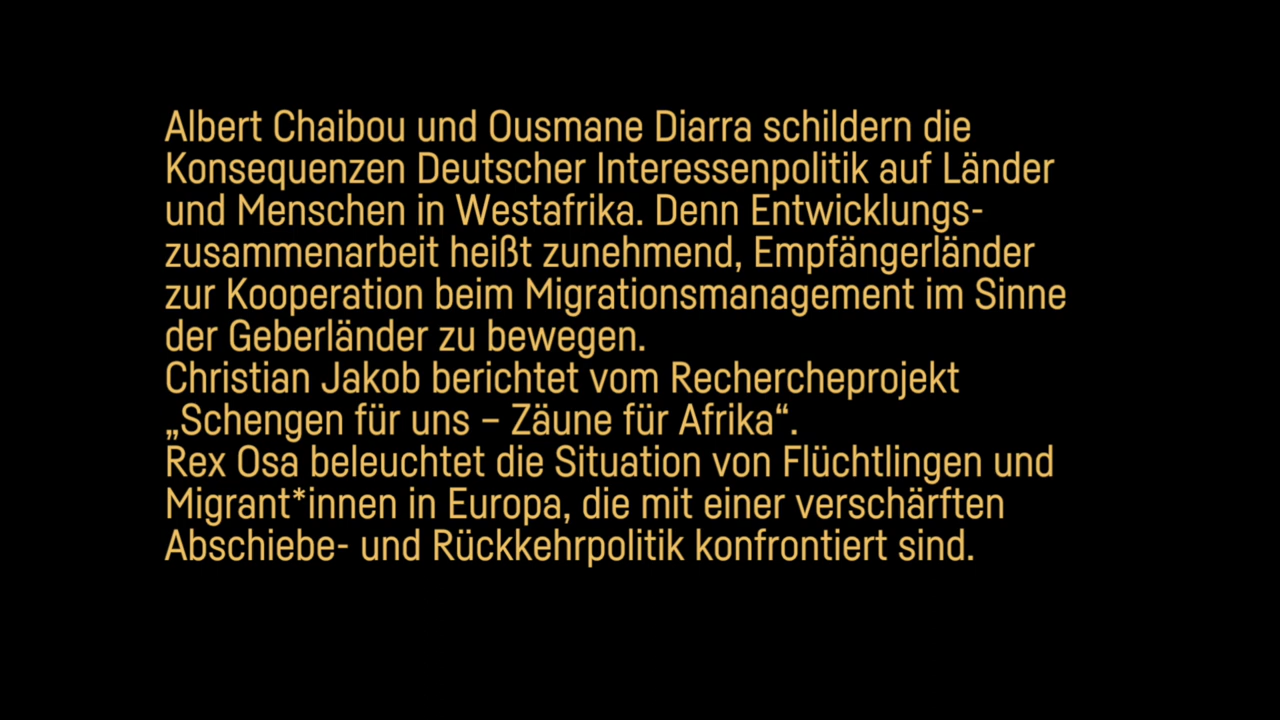 Albert Chaibou und Ousmane Diarra schildern die
Konsequenzen Deutscher Interessenpolitik auf Länder
und Menschen in Westafrika. Denn Entwicklungs-
zusammenarbeit heißt zunehmend, Empfängerländer
zur Kooperation beim Migrationsmanagement im Sinne
der Geberländer zu bewegen.
Christian Jakob berichtet vom Rechercheprojekt
„Schengen für uns – Zäune für Afrika“.
Rex Osa beleuchtet die Situation von Flüchtlingen und
Migrant*innen in Europa, die mit einer verschärften
Abschiebe- und Rückkehrpolitik konfrontiert sind.